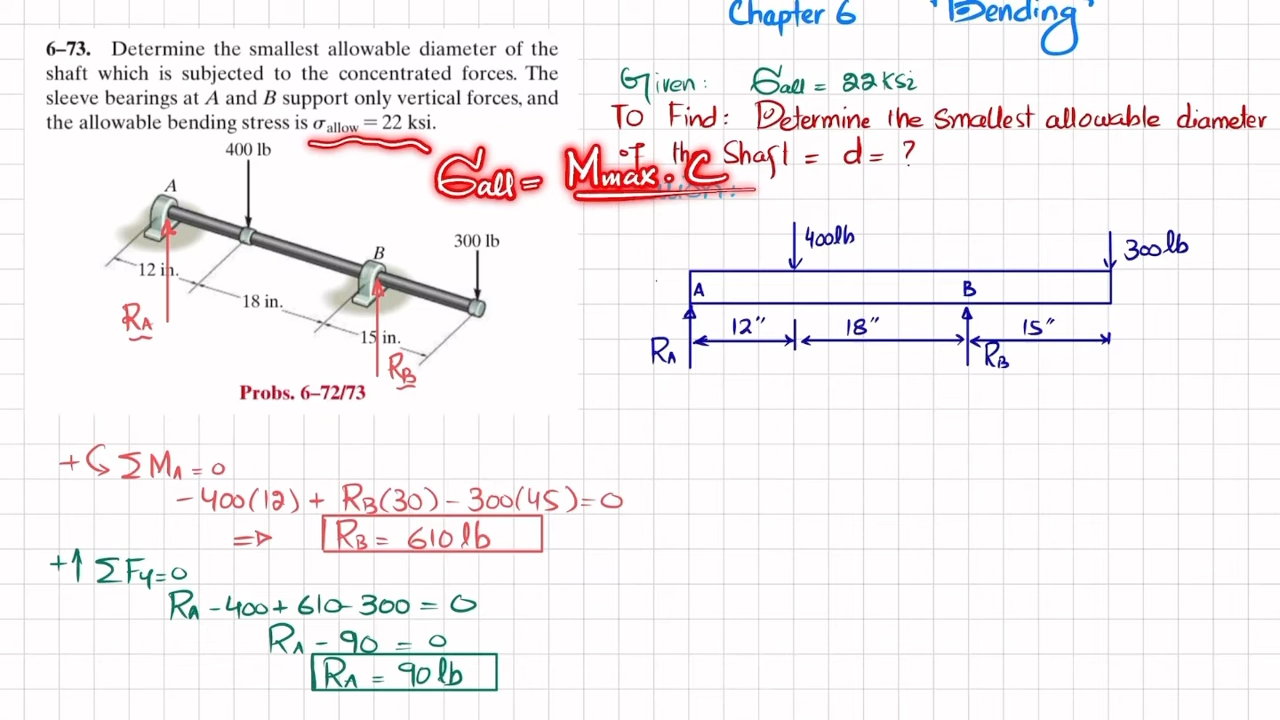 Chapter 6 "Bending"
6–73. Determine the smallest allowable diameter of the
shaft which is subjected to the concentrated forces. The
sleeve bearings at A and B support only vertical forces, and
the allowable bending stress is σallow = 22 ksi.
Given: σall = 22 ksi
To Find: Determine the Smallest allowable diameter
of the Shaft = d = ?
σall = Mmax . C
400 lb
A
B
300 lb
12 in.
18 in.
15 in.
RA
RB
Probs. 6–72/73
400lb
300 lb
A
B
12"
18"
15"
RA
RB
+ ΣMA = 0
-400(12) + RB(30) - 300(45) = 0
⇒ RB = 610 lb
+↑ ΣFy = 0
RA - 400 + 610 - 300 = 0
RA - 90 = 0
RA = 90 lb